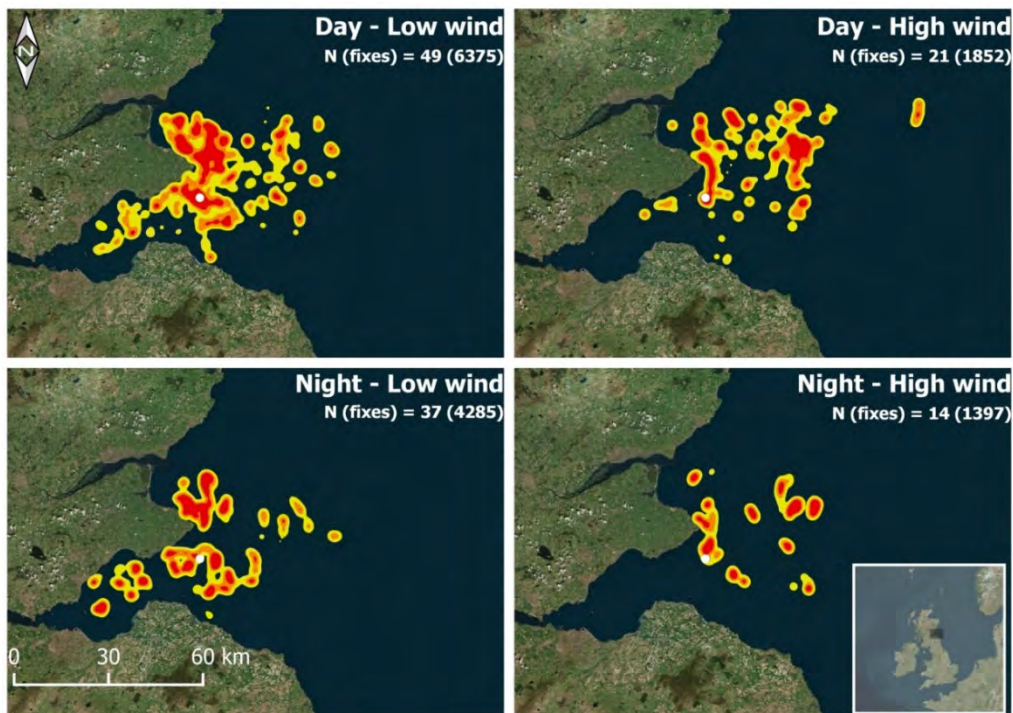 N
Day - Low wind
N (fixes) = 49 (6375)
Day - High wind
N (fixes) = 21 (1852)
Night - Low wind
N (fixes) = 37 (4285)
Night - High wind
N (fixes) = 14 (1397)
0 30 60 km